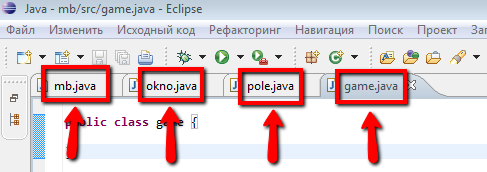 Java - mb/src/game.java - Eclipse
Файл Изменить Исходный код Рефакторинг Навигация Поиск Проект
mb.java okno.java pole.java game.java
public class game {